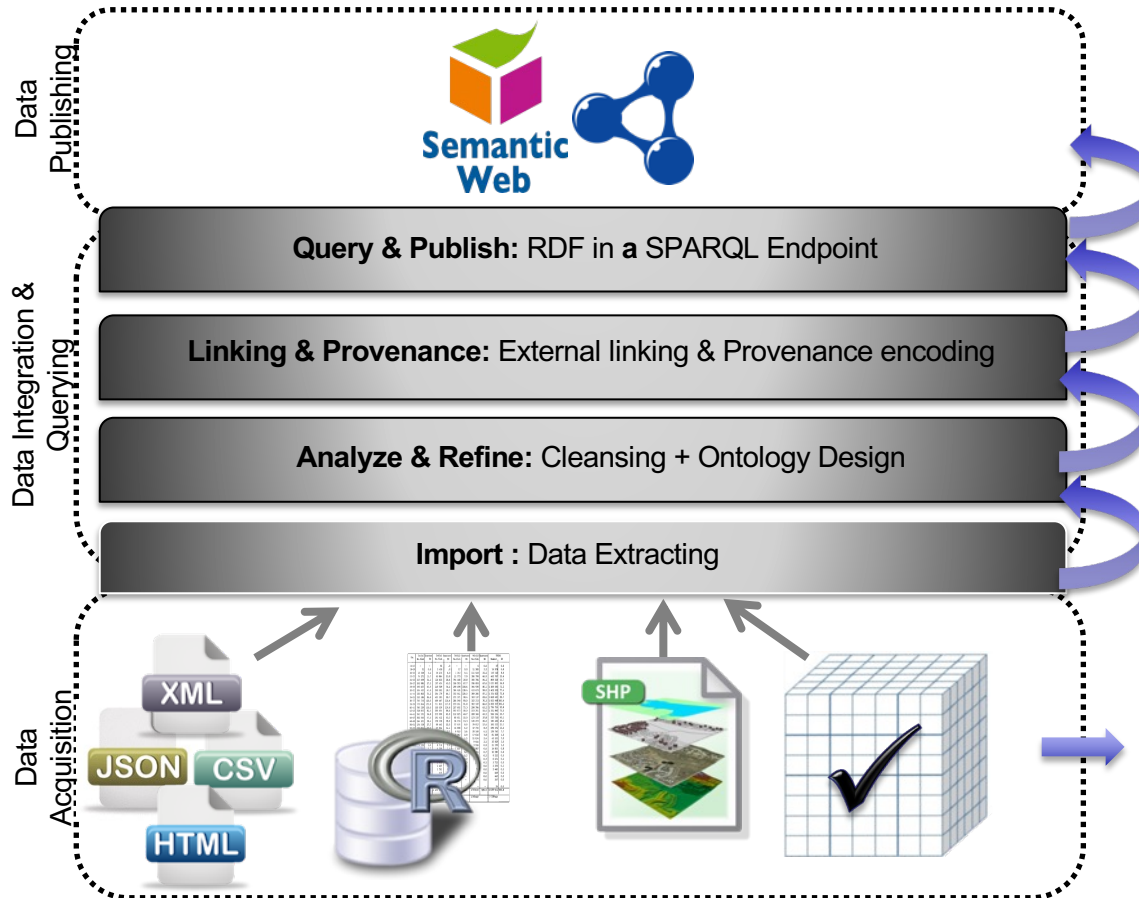 Data
Publishing
Semantic
Web
Query & Publish: RDF in a SPARQL Endpoint
Data Integration &
Querying
Linking & Provenance: External linking & Provenance encoding
Analyze & Refine: Cleansing + Ontology Design
Import : Data Extracting
Data
Acquisition
XML
JSON
CSV
HTML
R
SHP